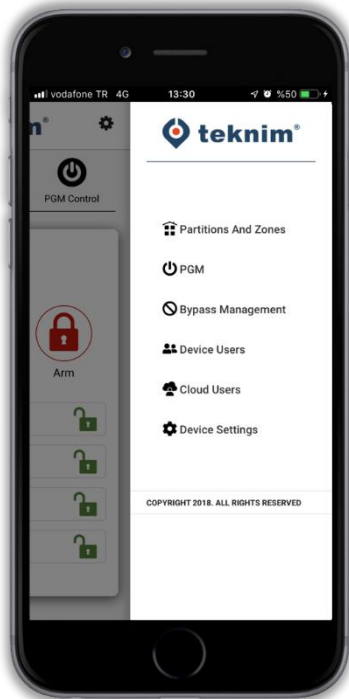 vodafone TR 4G 13:30 %50
m®
teknim®
PGM Control
Partitions And Zones
PGM
Bypass Management
Arm
Device Users
Cloud Users
Device Settings
COPYRIGHT 2018. ALL RIGHTS RESERVED